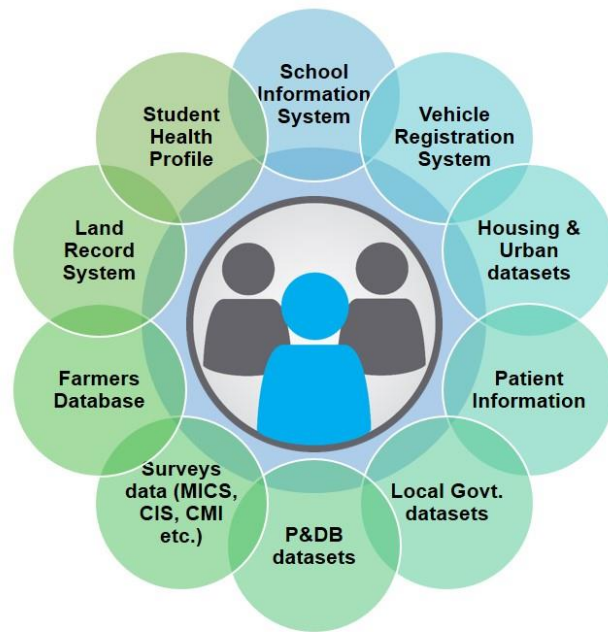 School
Information
System
Vehicle
Registration
System
Housing &
Urban
datasets
Patient
Information
Local Govt.
datasets
P&DB
datasets
Surveys
data (MICS,
CIS, CMI
etc.)
Farmers
Database
Land
Record
System
Student
Health
Profile